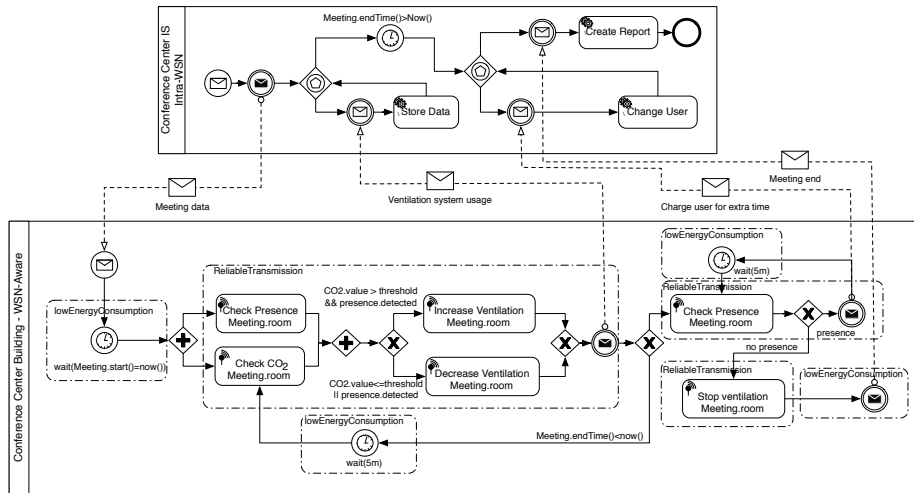 Conference Center IS
Intra-WSN
Meeting.endTime()>Now()
Create Report
Store Data
Change User
Meeting data
Ventilation system usage
Meeting end
Charge user for extra time
Conference Center Building - WSN-Aware
lowEnergyConsumption
wait(Meeting.start()=now())
ReliableTransmission
Check Presence
Meeting.room
Check CO2
Meeting.room
CO2.value > threshold
&& presence.detected
CO2.value<=threshold
|| presence.detected
Increase Ventilation
Meeting.room
Decrease Ventilation
Meeting.room
lowEnergyConsumption
wait(5m)
Meeting.endTime()<now()
lowEnergyConsumption
wait(5m)
ReliableTransmission
Check Presence
Meeting.room
presence
no presence
ReliableTransmission
Stop ventilation
Meeting.room
lowEnergyConsumption